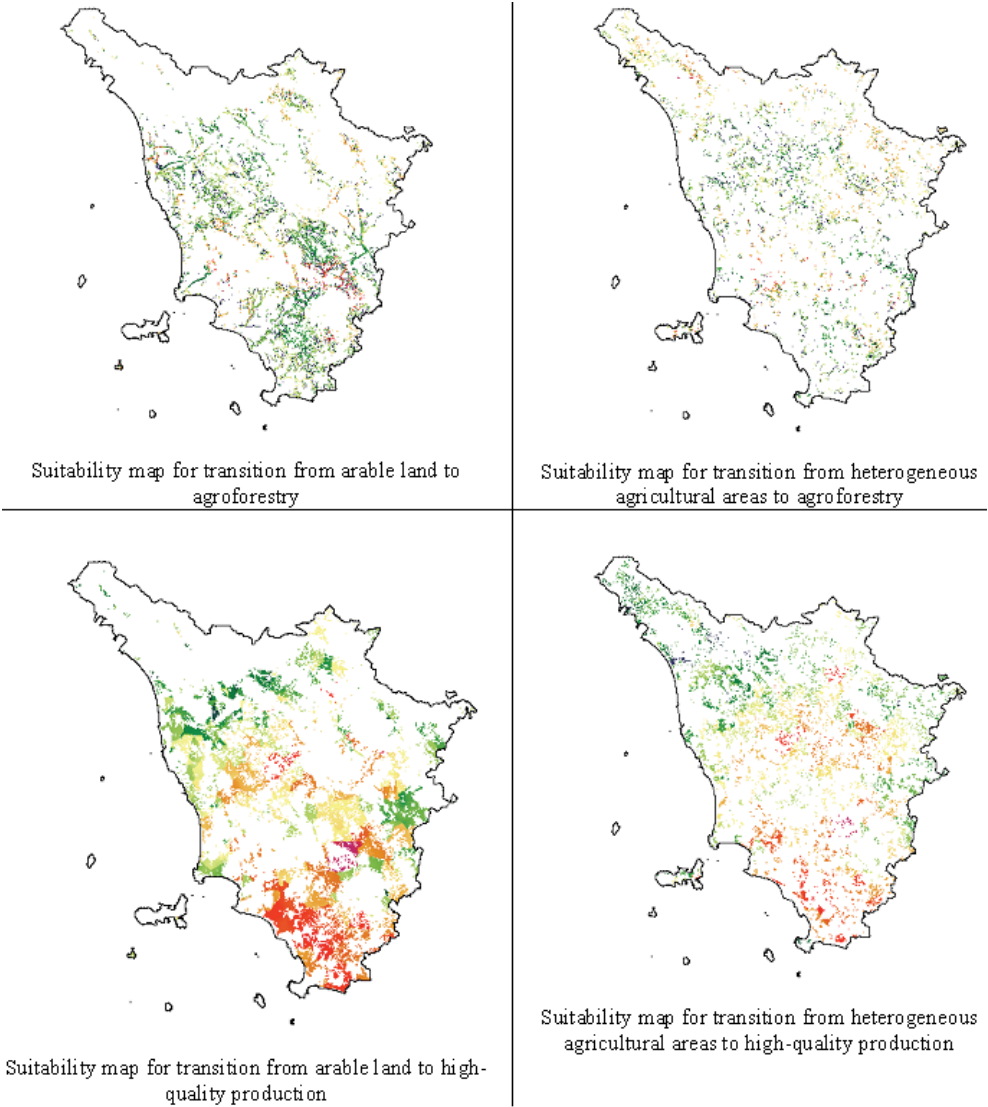 Suitability map for transition from arable land to
agroforestry
Suitability map for transition from heterogeneous
agricultural areas to agroforestry
Suitability map for transition from arable land to high-
quality production
Suitability map for transition from heterogeneous
agricultural areas to high-quality production